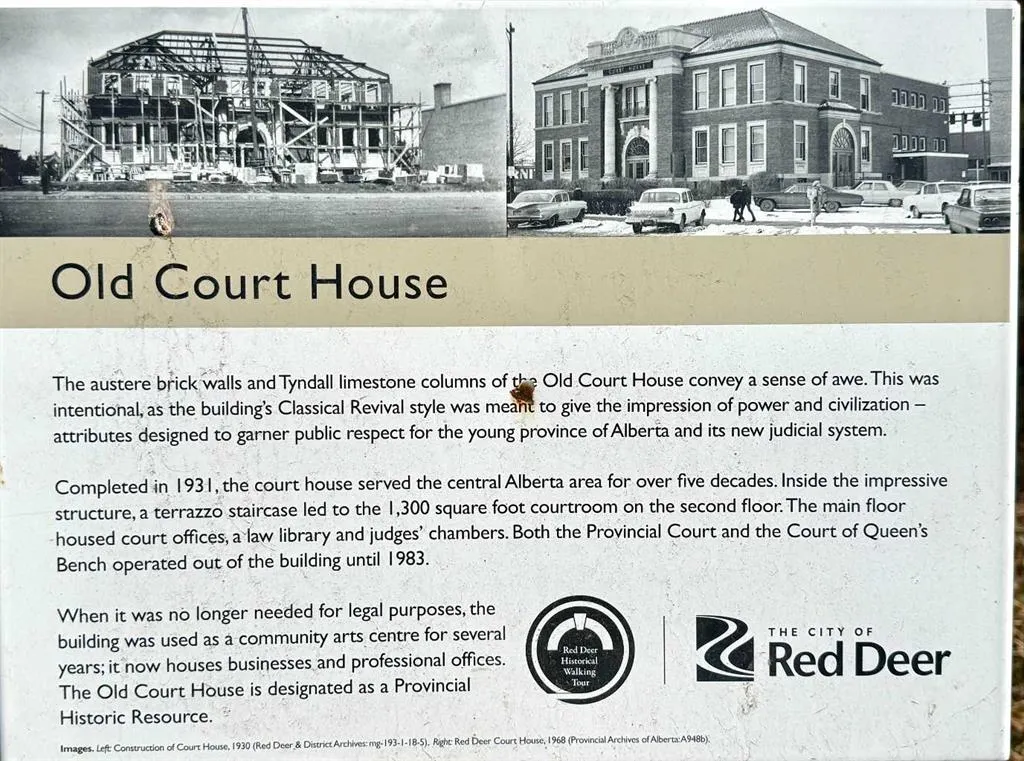 COURT HOUSE
Old Court House
The austere brick walls and Tyndall limestone columns of the Old Court House convey a sense of awe. This was
intentional, as the building's Classical Revival style was meant to give the impression of power and civilization –
attributes designed to garner public respect for the young province of Alberta and its new judicial system.
Completed in 1931, the court house served the central Alberta area for over five decades. Inside the impressive
structure, a terrazzo staircase led to the 1,300 square foot courtroom on the second floor. The main floor
housed court offices, a law library and judges' chambers. Both the Provincial Court and the Court of Queen's
Bench operated out of the building until 1983.
When it was no longer needed for legal purposes, the
building was used as a community arts centre for several
years; it now houses businesses and professional offices.
The Old Court House is designated as a Provincial
Historic Resource.
Red Deer
Historical
Walking
Tour
THE CITY OF
Red Deer
Images. Left: Construction of Court House, 1930 (Red Deer & District Archives: mg-193-1-18-5). Right: Red Deer Court House, 1968 (Provincial Archives of Alberta: A948b).